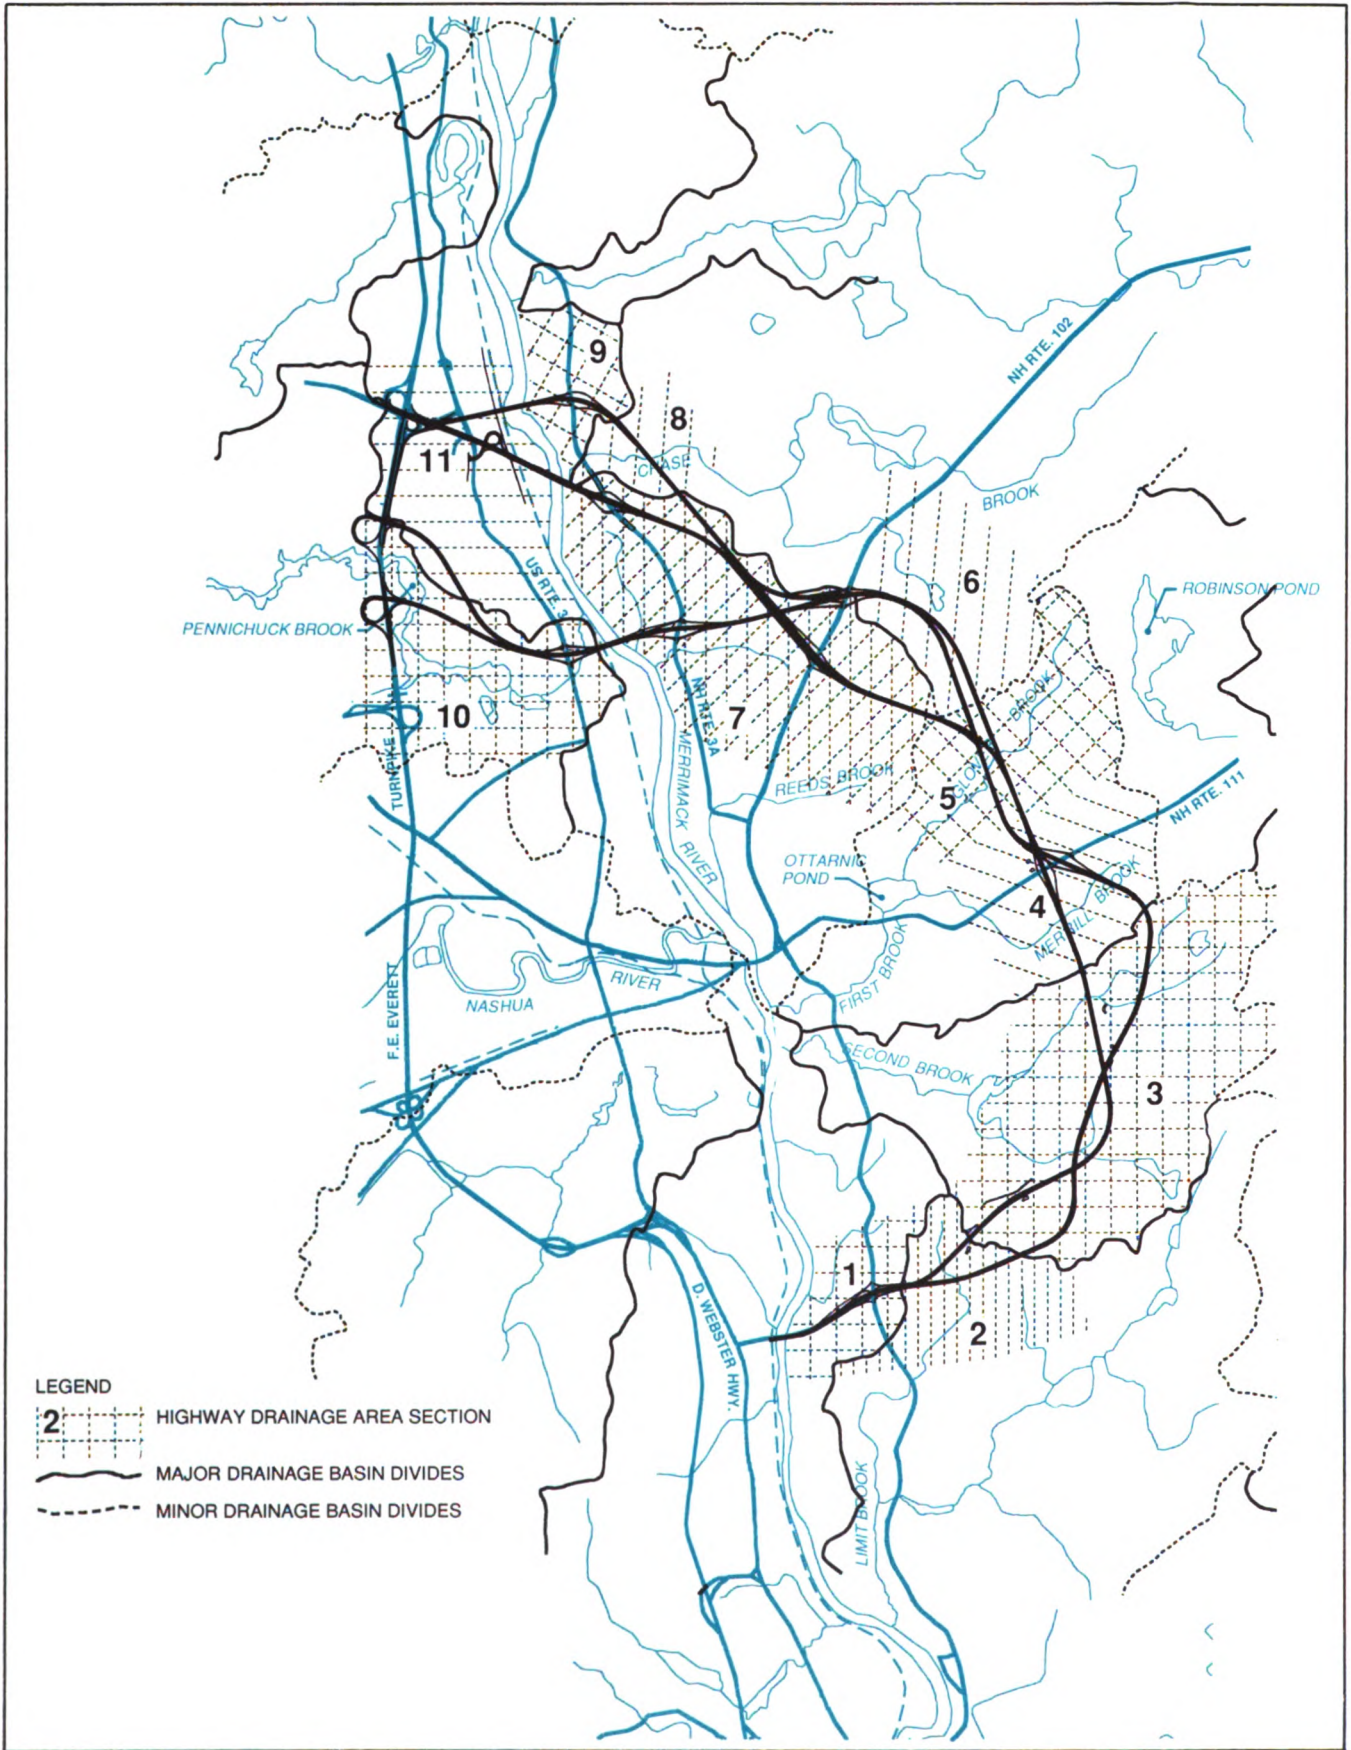 9
NH RTE. 102
8
CHASE
11
BROOK
US RTE. 3
6
ROBINSON POND
PENNICHUCK BROOK
BROOK
NH RTE. 3A
7
10
MERRIMACK RIVER
TURNPIKE
REEDS BROOK
5
NH RTE. 111
OTTARNIC
POND
4
MERRILL BROOK
FIRST BROOK
RIVER
NASHUA
F.E. EVERETT
SECOND BROOK
3
1
D. WEBSTER HWY.
2
LEGEND
2 HIGHWAY DRAINAGE AREA SECTION
MAJOR DRAINAGE BASIN DIVIDES
MINOR DRAINAGE BASIN DIVIDES
LIMIT BROOK